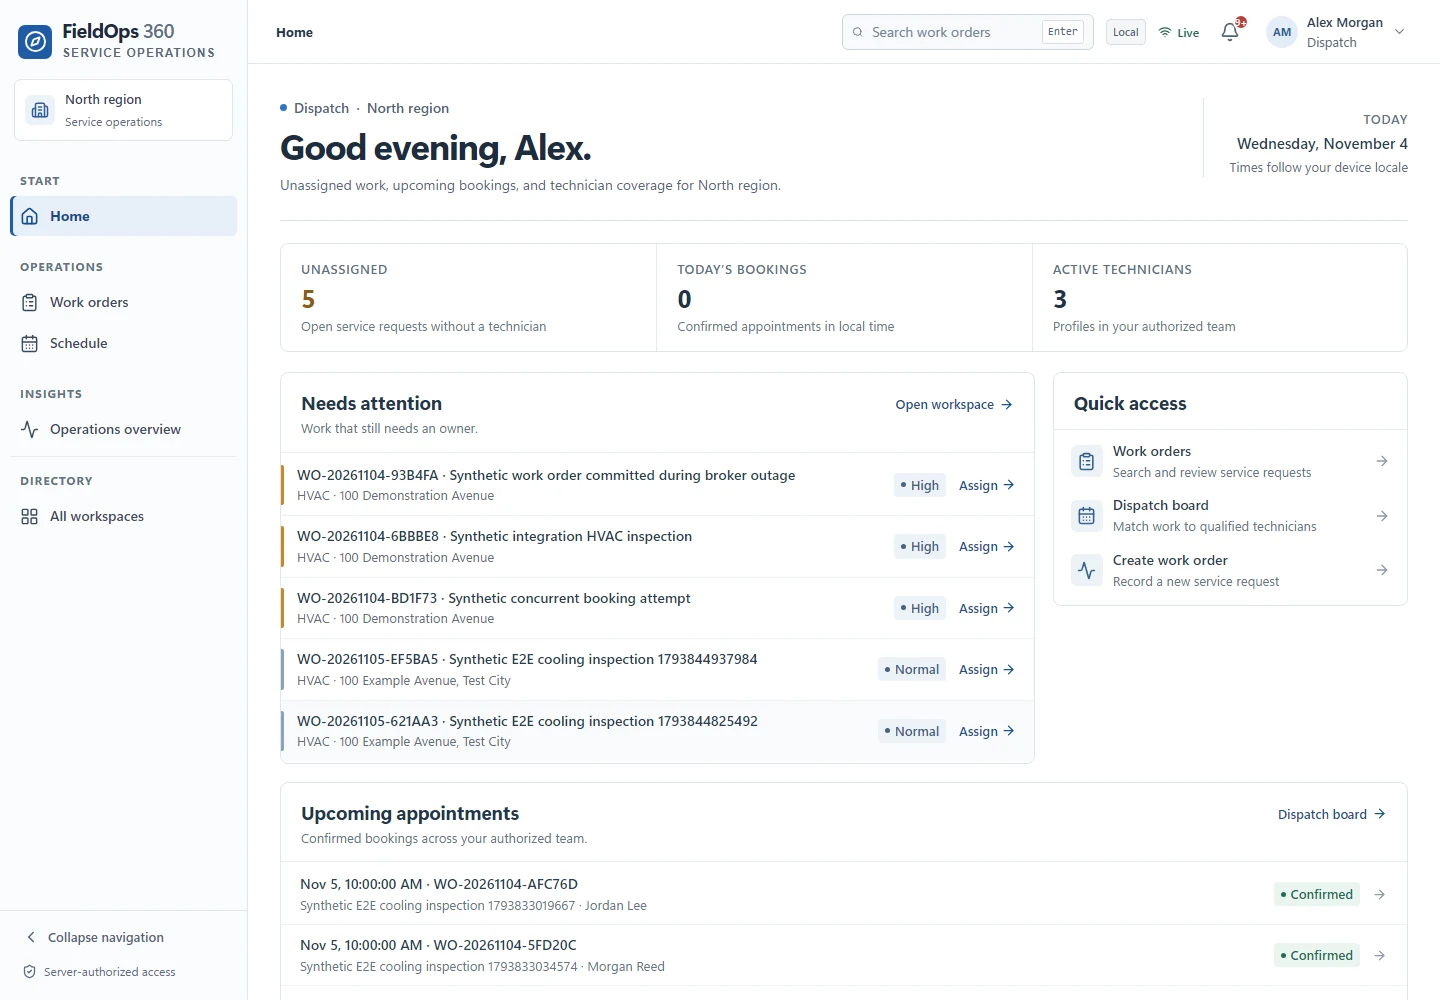 FieldOps 360
SERVICE OPERATIONS
North region
Service operations
START
Home
OPERATIONS
Work orders
Schedule
INSIGHTS
Operations overview
DIRECTORY
All workspaces
Collapse navigation
Server-authorized access
Home
Search work orders
Enter
Local
Live
9+
AM
Alex Morgan
Dispatch
Dispatch · North region
Good evening, Alex.
Unassigned work, upcoming bookings, and technician coverage for North region.
TODAY
Wednesday, November 4
Times follow your device locale
UNASSIGNED
5
Open service requests without a technician
TODAY'S BOOKINGS
0
Confirmed appointments in local time
ACTIVE TECHNICIANS
3
Profiles in your authorized team
Needs attention
Work that still needs an owner.
Open workspace
WO-20261104-93B4FA · Synthetic work order committed during broker outage
HVAC · 100 Demonstration Avenue
High
Assign
WO-20261104-6BBBE8 · Synthetic integration HVAC inspection
HVAC · 100 Demonstration Avenue
High
Assign
WO-20261104-BD1F73 · Synthetic concurrent booking attempt
HVAC · 100 Demonstration Avenue
High
Assign
WO-20261105-EF5BA5 · Synthetic E2E cooling inspection 1793844937984
HVAC · 100 Example Avenue, Test City
Normal
Assign
WO-20261105-621AA3 · Synthetic E2E cooling inspection 1793844825492
HVAC · 100 Example Avenue, Test City
Normal
Assign
Quick access
Work orders
Search and review service requests
Dispatch board
Match work to qualified technicians
Create work order
Record a new service request
Upcoming appointments
Confirmed bookings across your authorized team.
Dispatch board
Nov 5, 10:00:00 AM · WO-20261104-AFC76D
Synthetic E2E cooling inspection 1793833019667 · Jordan Lee
Confirmed
Nov 5, 10:00:00 AM · WO-20261104-5FD20C
Synthetic E2E cooling inspection 1793833034574 · Morgan Reed
Confirmed